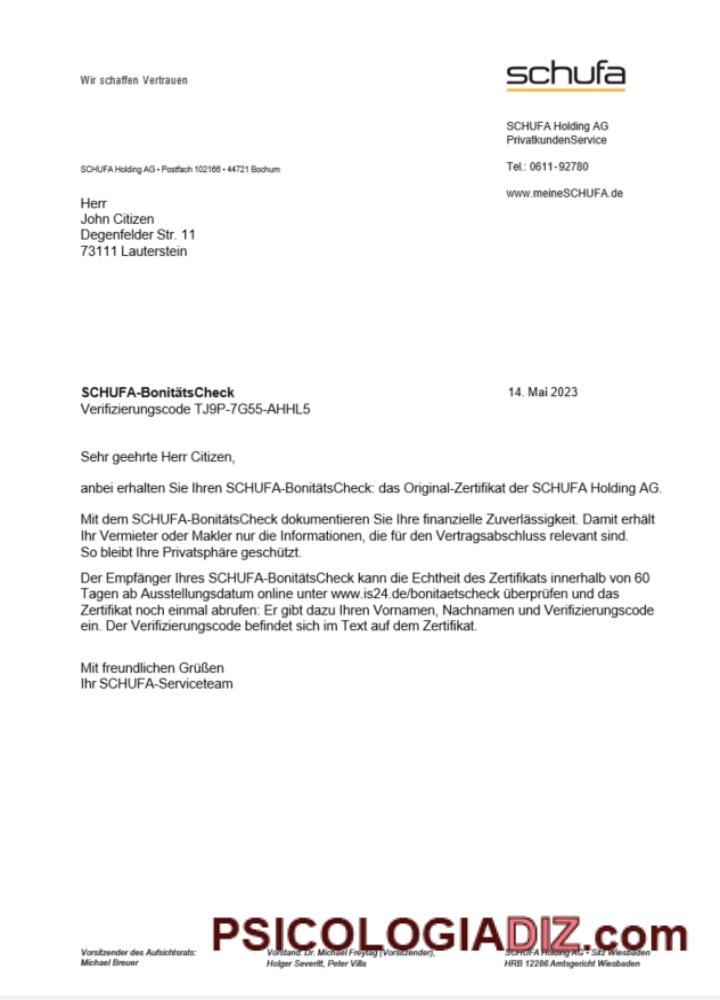 Wir schaffen Vertrauen
schufa
SCHUFA Holding AG
PrivatkundenService
Tel.: 0611-92780
www.meineSCHUFA.de
SCHUFA Holding AG • Postfach 102166 • 44721 Bochum
Herr
John Citizen
Degenfelder Str. 11
73111 Lauterstein
SCHUFA-BonitätsCheck
14. Mai 2023
Verifizierungscode TJ9P-7G55-AHHL5
Sehr geehrte Herr Citizen,
anbei erhalten Sie Ihren SCHUFA-BonitätsCheck: das Original-Zertifikat der SCHUFA Holding AG.
Mit dem SCHUFA-BonitätsCheck dokumentieren Sie Ihre finanzielle Zuverlässigkeit. Damit erhält
Ihr Vermieter oder Makler nur die Informationen, die für den Vertragsabschluss relevant sind.
So bleibt Ihre Privatsphäre geschützt.
Der Empfänger Ihres SCHUFA-BonitätsCheck kann die Echtheit des Zertifikats innerhalb von 60
Tagen ab Ausstellungsdatum online unter www.is24.de/bonitaetscheck überprüfen und das
Zertifikat noch einmal abrufen: Er gibt dazu Ihren Vornamen, Nachnamen und Verifizierungscode
ein. Der Verifizierungscode befindet sich im Text auf dem Zertifikat.
Mit freundlichen Grüßen
Ihr SCHUFA-Serviceteam
PSICOLOGIADIZ.com
Vorsitzender des Aufsichtsrats:
Michael Breuer
Vorstand: Dr. Michael Freytag (Vorsitzender),
Holger Severitt, Peter Villa
SCHUFA Holding AG • Sitz Wiesbaden
HRB 12286 Amtsgericht Wiesbaden